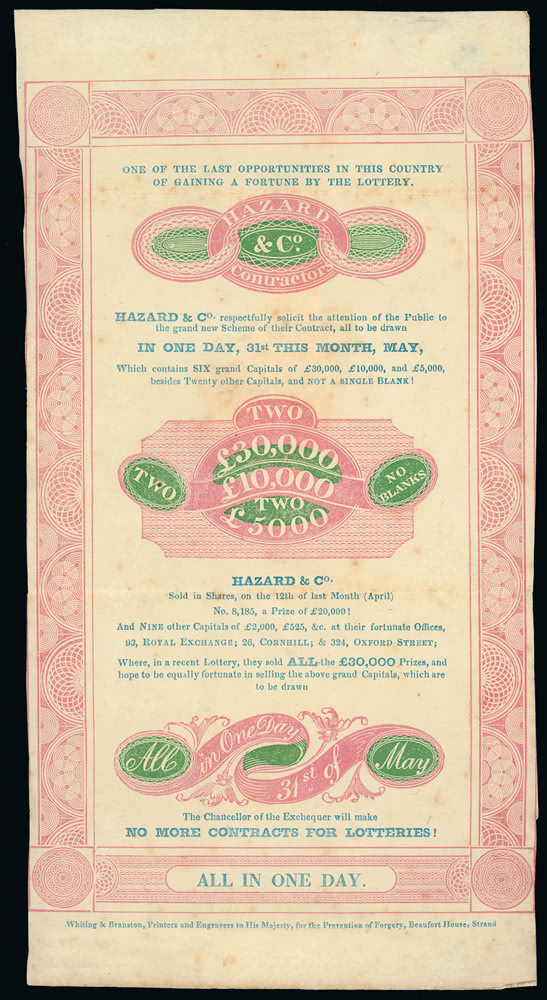 ONE OF THE LAST OPPORTUNITIES IN THIS COUNTRY
OF GAINING A FORTUNE BY THE LOTTERY.
HAZARD
& Co.
Contractor
HAZARD & Co. respectfully solicit the attention of the Public to
the grand new Scheme of their Contract, all to be drawn
IN ONE DAY, 31st THIS MONTH, MAY,
Which contains SIX grand Capitals of £30,000, £10,000, and £5,000,
besides Twenty other Capitals, and NOT A SINGLE BLANK!
TWO
£30,000
TWO
£10,000
NO BLANKS
TWO
£5000
HAZARD & Co.
Sold in Shares, on the 12th of last Month (April)
No. 8,185, a Prize of £20,000!
And NINE other Capitals of £2,000, £525, &c. at their fortunate Offices,
93, ROYAL EXCHANGE; 26, CORNHILL; & 324, OXFORD STREET;
Where, in a recent Lottery, they sold ALL the £30,000 Prizes, and
hope to be equally fortunate in selling the above grand Capitals, which are
to be drawn
All in One Day
31st of May
The Chancellor of the Exchequer will make
NO MORE CONTRACTS FOR LOTTERIES!
ALL IN ONE DAY.
Whiting & Branston, Printers and Engravers to His Majesty, for the Prevention of Forgery, Beaufort House, Strand